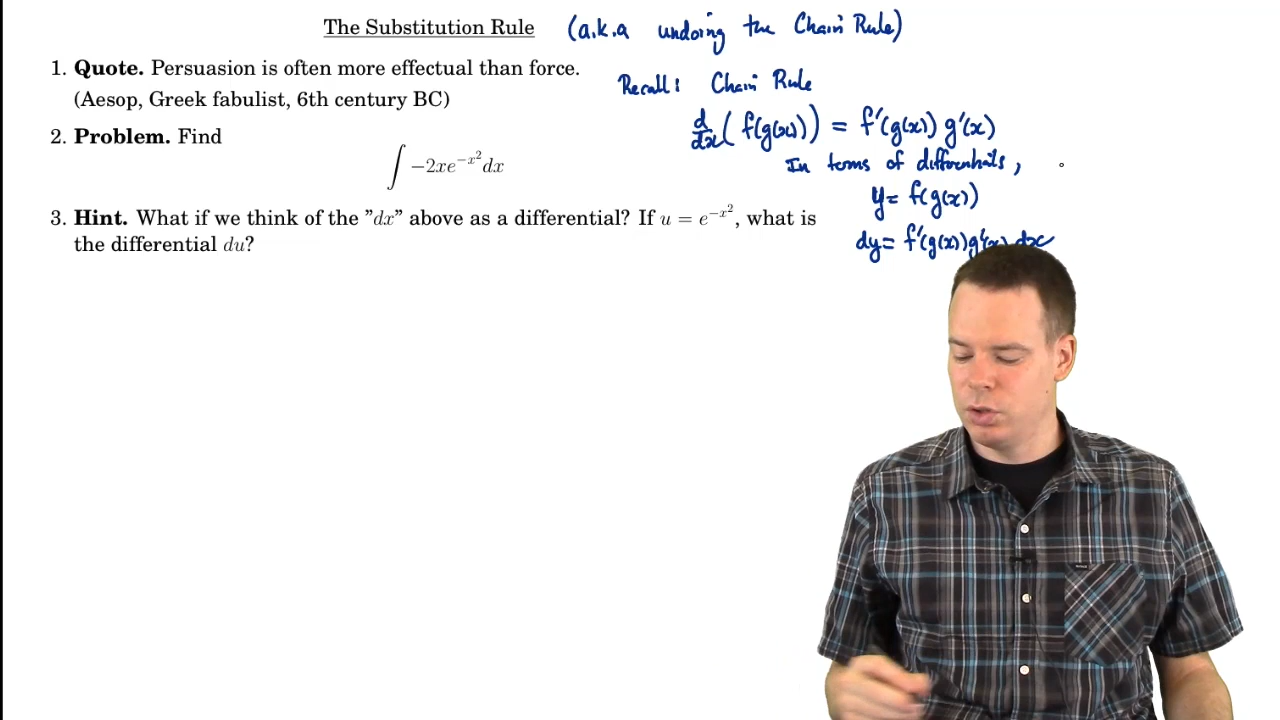 The Substitution Rule (a.k.a undoing the Chain Rule)
1. Quote. Persuasion is often more effectual than force.
(Aesop, Greek fabulist, 6th century BC)
2. Problem. Find
∫ −2xe^{−x²}dx
3. Hint. What if we think of the ”dx” above as a differential? If u = e^{−x²}, what is
the differential du?
Recall: Chain Rule
d/dx( f(g(x)) ) = f'(g(x)) g'(x)
In terms of differentials,
y = f(g(x))
dy = f'(g(x))g'(x) dx